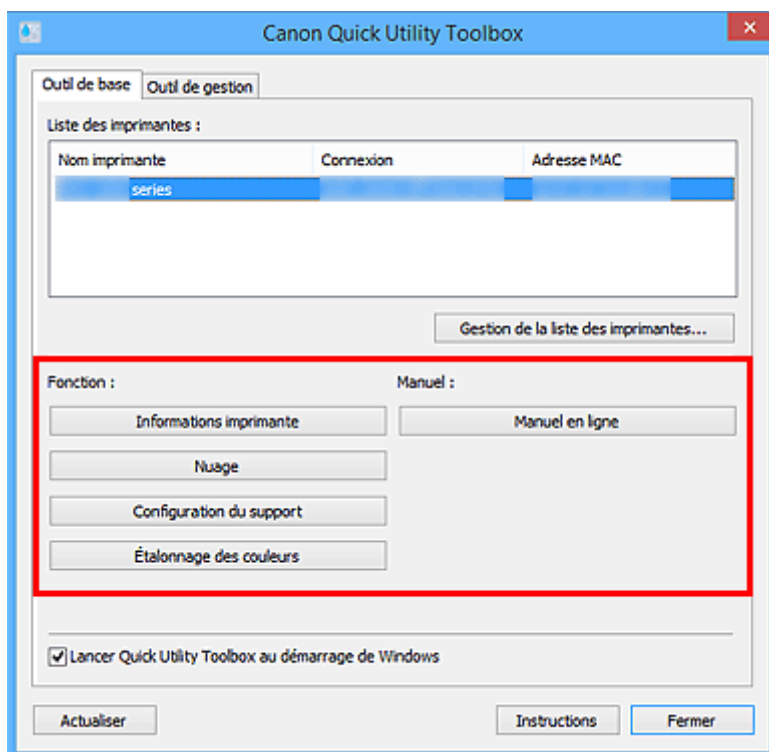 Canon Quick Utility Toolbox
Outil de base Outil de gestion
Liste des imprimantes :
Nom imprimante Connexion Adresse MAC
series
Gestion de la liste des imprimantes...
Fonction : Manuel :
Informations imprimante Manuel en ligne
Nuage
Configuration du support
Étalonnage des couleurs
Lancer Quick Utility Toolbox au démarrage de Windows
Actualiser Instructions Fermer